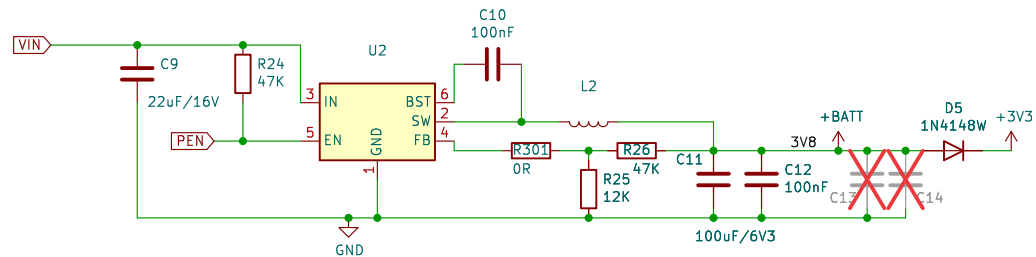 C10
100nF
VIN
U2
C9
22uF/16V
R24
47K
L2
D5
1N4148W
+BATT
+3V3
3
IN
BST
6
SW
2
PEN
5
EN
FB
4
GND
1
R301
0R
R26
47K
C11
3V8
C12
100nF
R25
12K
C13
C14
100uF/6V3
GND